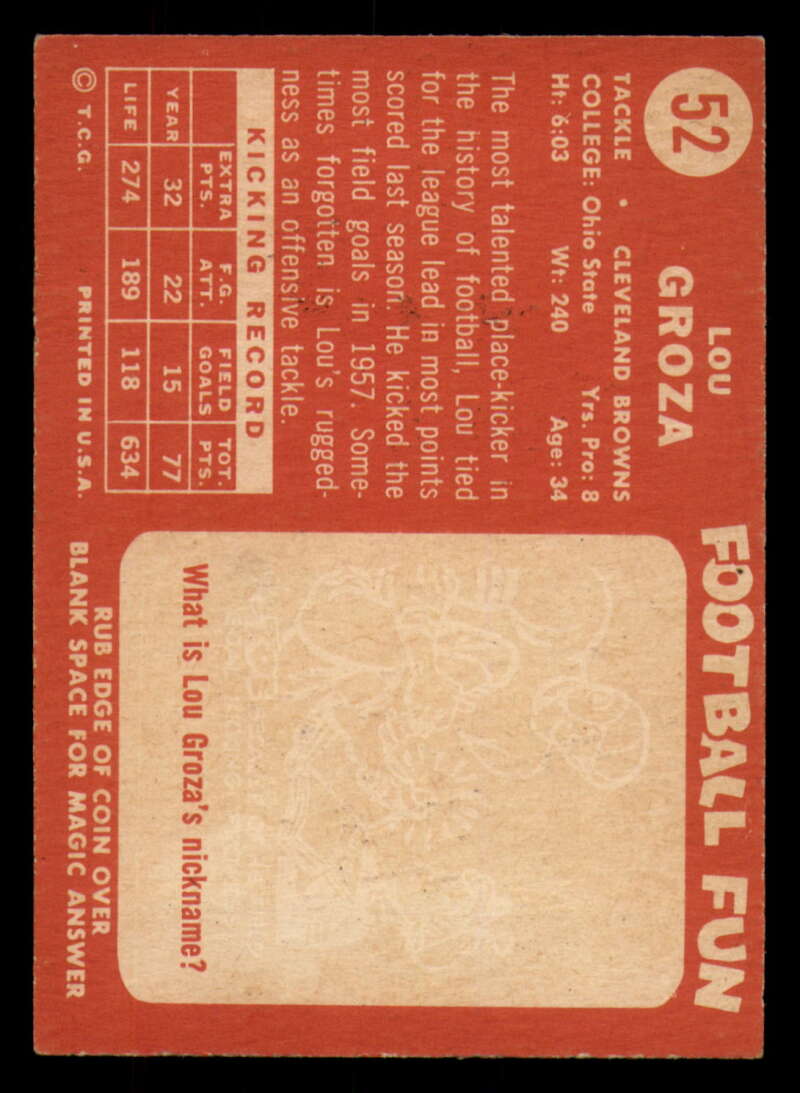 52
LOU
GROZA
TACKLE • CLEVELAND BROWNS
COLLEGE: Ohio State Yrs. Pro: 8
Ht: 6:03 Wt: 240 Age: 34
The most talented place-kicker in
the history of football, Lou tied
for the league lead in most points
scored last season. He kicked the
most field goals in 1957. Some-
times forgotten is Lou's rugged-
ness as an offensive tackle.
KICKING RECORD
EXTRA PTS. F.G. ATT. FIELD GOALS TOT. PTS.
YEAR 32 22 15 77
LIFE 274 189 118 634
© T.C.G. PRINTED IN U.S.A.
FOOTBALL FUN
What is Lou Groza's nickname?
RUB EDGE OF COIN OVER
BLANK SPACE FOR MAGIC ANSWER